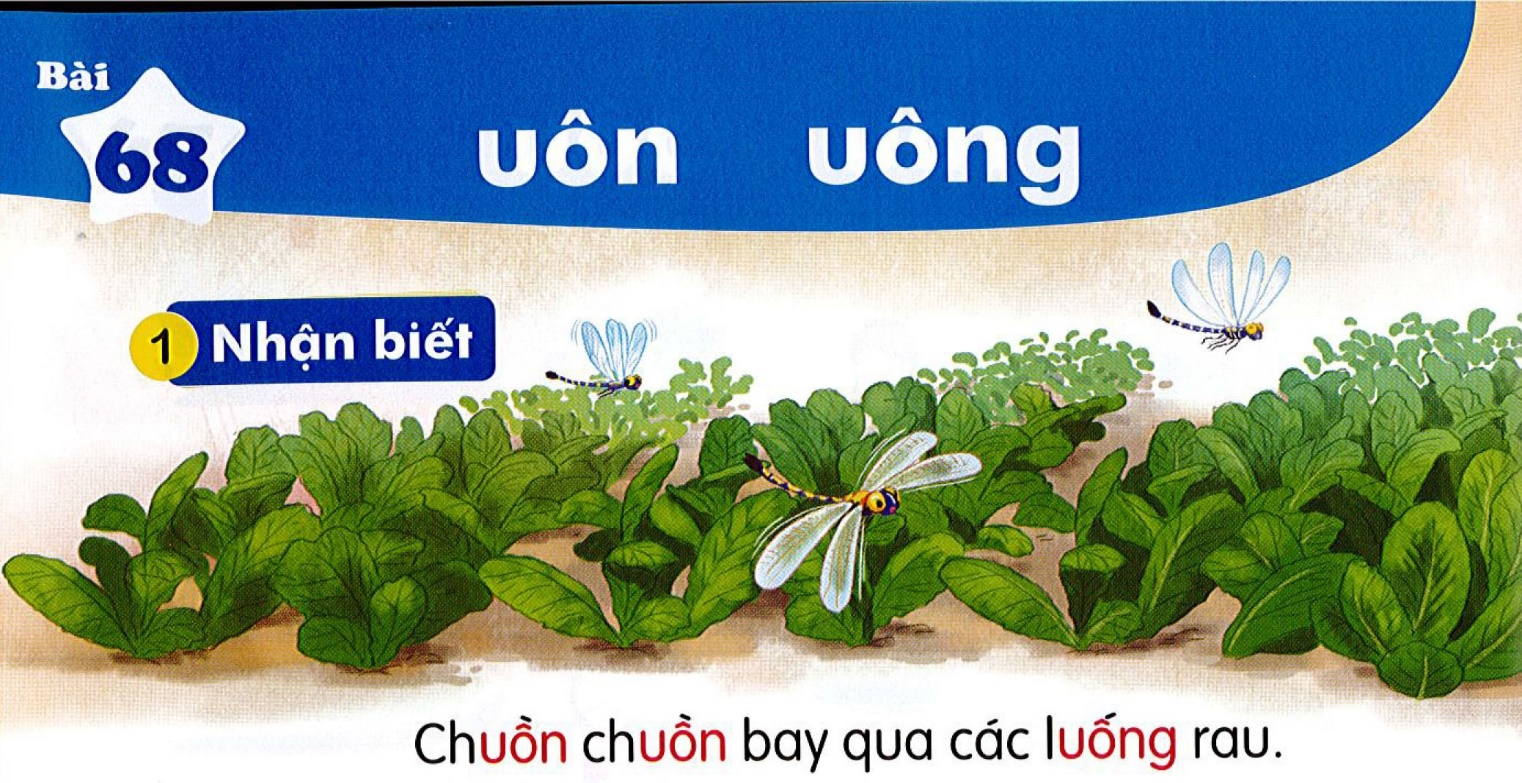 Bài
68
uôn uông
1 Nhận biết
Chuồn chuồn bay qua các luống rau.